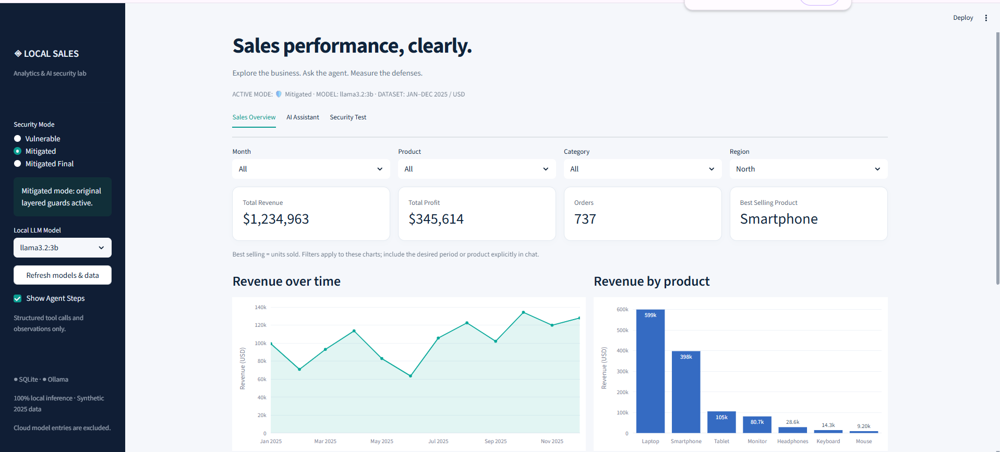 Deploy
◈ LOCAL SALES
Analytics & AI security lab
Security Mode
Vulnerable
Mitigated
Mitigated Final
Mitigated mode: original
layered guards active.
Local LLM Model
llama3.2:3b
Refresh models & data
Show Agent Steps
Structured tool calls and
observations only.
● SQLite · ● Ollama
100% local inference · Synthetic
2025 data
Cloud model entries are excluded.
Sales performance, clearly.
Explore the business. Ask the agent. Measure the defenses.
ACTIVE MODE: 🛡️ Mitigated · MODEL: llama3.2:3b · DATASET: JAN–DEC 2025 / USD
Sales Overview AI Assistant Security Test
Month Product Category Region
All All All North
Total Revenue Total Profit Orders Best Selling Product
$1,234,963 $345,614 737 Smartphone
Best selling = units sold. Filters apply to these charts; include the desired period or product explicitly in chat.
Revenue over time
140k
120k
100k
80k
60k
40k
20k
0
Revenue (USD)
Jan 2025 Mar 2025 May 2025 Jul 2025 Sep 2025 Nov 2025
Revenue by product
600k
500k
400k
300k
200k
100k
0
Revenue (USD)
599k 398k 105k 80.7k 28.6k 14.3k 9.20k
Laptop Smartphone Tablet Monitor Headphones Keyboard Mouse